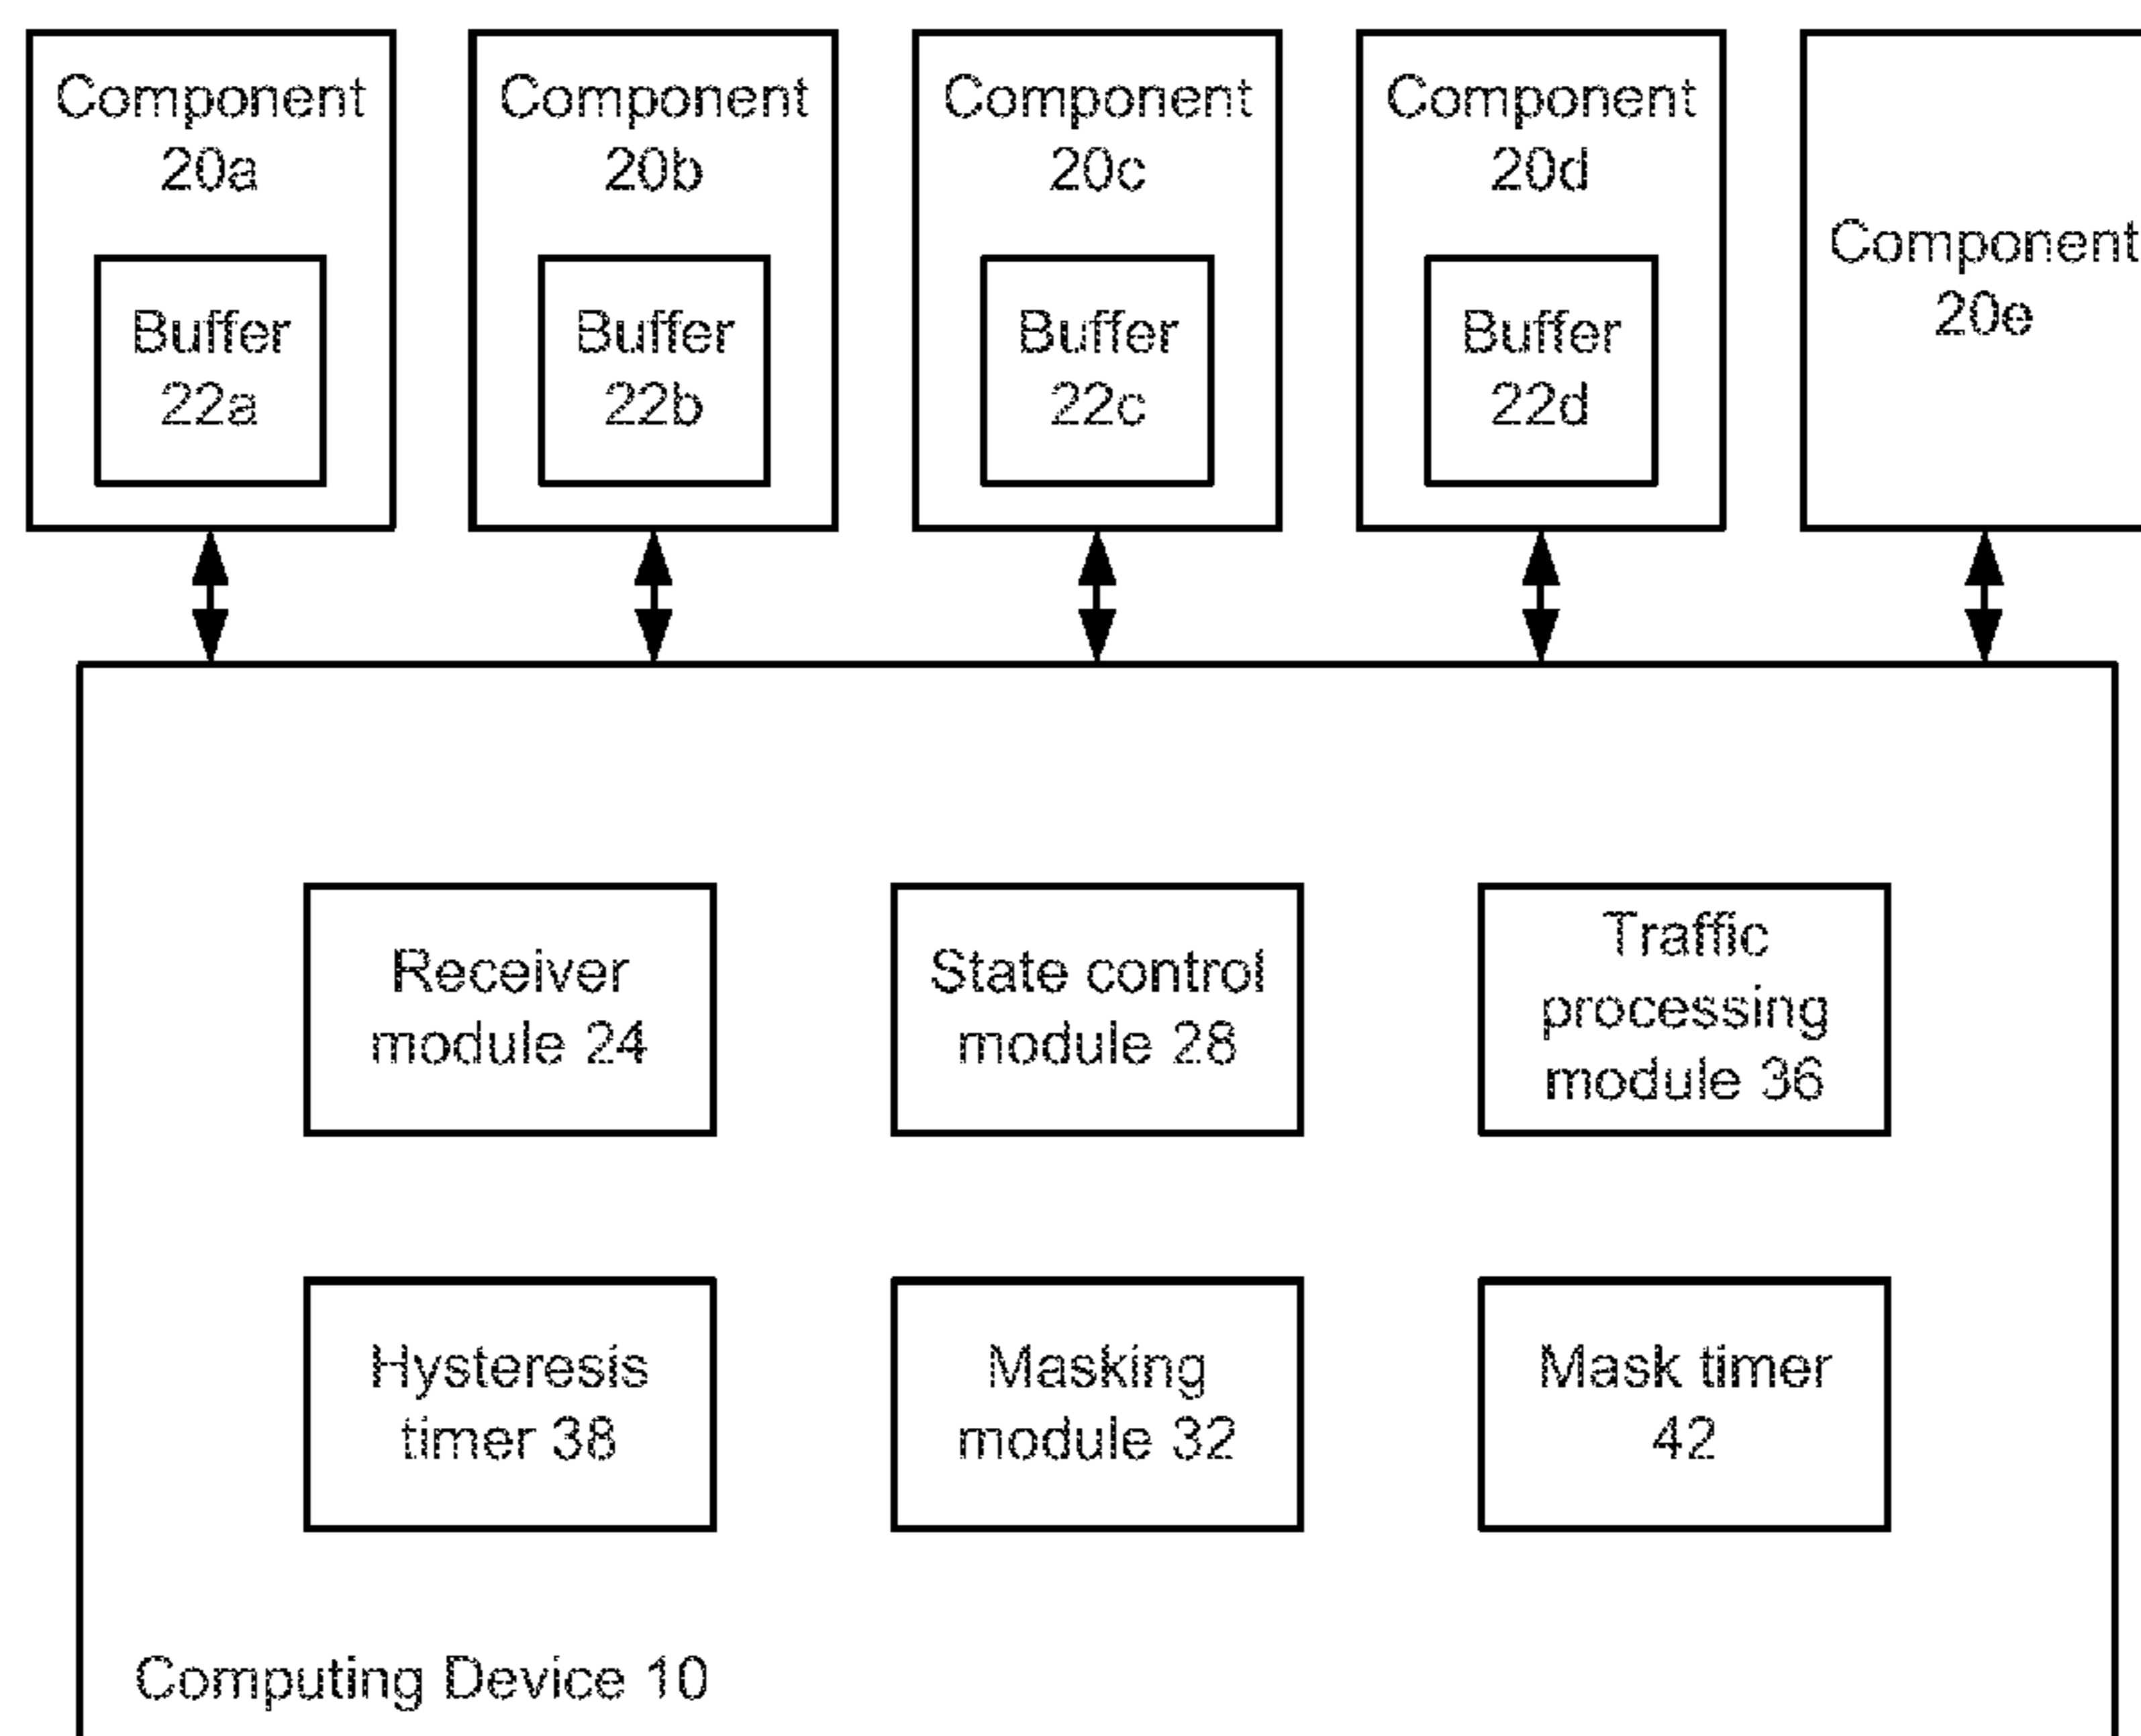 Component
20a
Buffer
22a
Component
20b
Buffer
22b
Component
20c
Buffer
22c
Component
20d
Buffer
22d
Component
20e
Receiver
module 24
State control
module 28
Traffic
processing
module 36
Hysteresis
timer 38
Masking
module 32
Mask timer
42
Computing Device 10